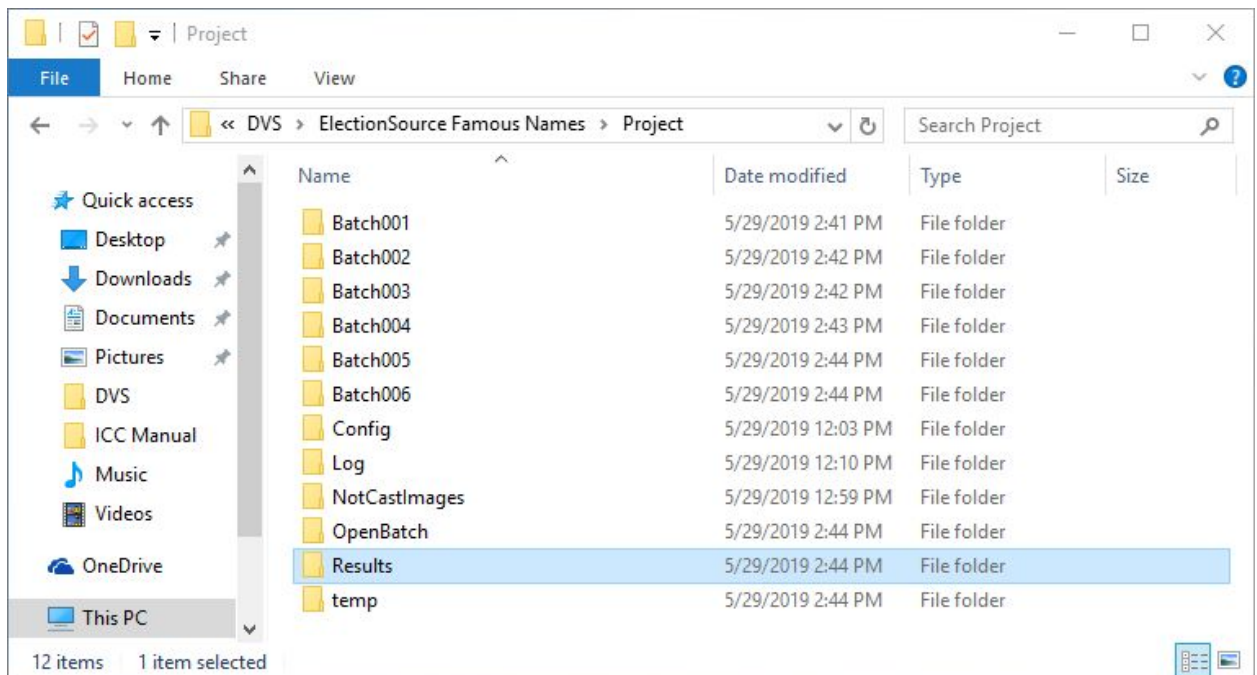 Project
File Home Share View
« DVS > ElectionSource Famous Names > Project Search Project
Name Date modified Type Size
Quick access
Desktop
Downloads
Documents
Pictures
DVS
ICC Manual
Music
Videos
OneDrive
This PC
Batch001 5/29/2019 2:41 PM File folder
Batch002 5/29/2019 2:42 PM File folder
Batch003 5/29/2019 2:42 PM File folder
Batch004 5/29/2019 2:43 PM File folder
Batch005 5/29/2019 2:44 PM File folder
Batch006 5/29/2019 2:44 PM File folder
Config 5/29/2019 12:03 PM File folder
Log 5/29/2019 12:10 PM File folder
NotCastImages 5/29/2019 12:59 PM File folder
OpenBatch 5/29/2019 2:44 PM File folder
Results 5/29/2019 2:44 PM File folder
temp 5/29/2019 2:44 PM File folder
12 items 1 item selected